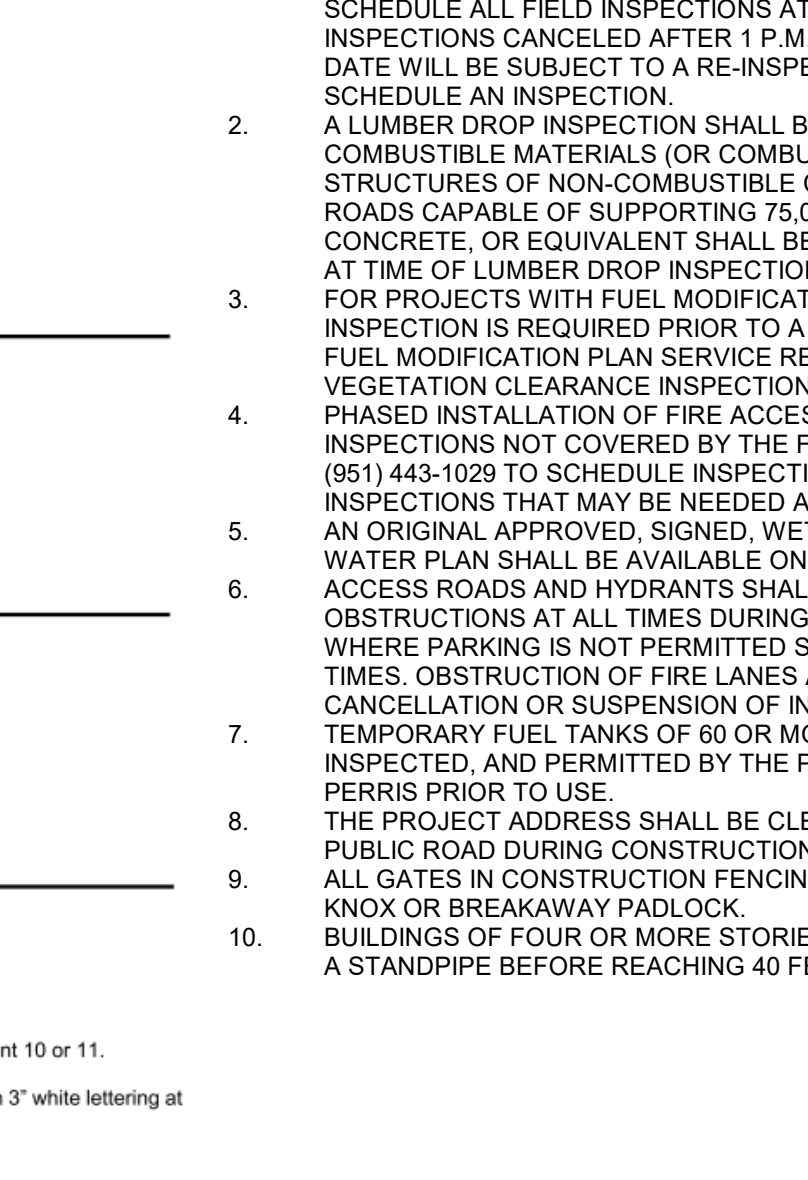 SCHEDULE ALL FIELD INSPECTIONS AT
INSPECTIONS CANCELED AFTER 1 P.M.
DATE WILL BE SUBJECT TO A RE-INSPE
SCHEDULE AN INSPECTION.
2. A LUMBER DROP INSPECTION SHALL B
COMBUSTIBLE MATERIALS (OR COMBU
STRUCTURES OF NON-COMBUSTIBLE
ROADS CAPABLE OF SUPPORTING 75,0
CONCRETE, OR EQUIVALENT SHALL BE
AT TIME OF LUMBER DROP INSPECTION
3. FOR PROJECTS WITH FUEL MODIFICAT
INSPECTION IS REQUIRED PRIOR TO A
FUEL MODIFICATION PLAN SERVICE RE
VEGETATION CLEARANCE INSPECTION
4. PHASED INSTALLATION OF FIRE ACCES
INSPECTIONS NOT COVERED BY THE F
(951) 443-1029 TO SCHEDULE INSPECTI
INSPECTIONS THAT MAY BE NEEDED A
5. AN ORIGINAL APPROVED, SIGNED, WET
WATER PLAN SHALL BE AVAILABLE ON
6. ACCESS ROADS AND HYDRANTS SHAL
OBSTRUCTIONS AT ALL TIMES DURING
WHERE PARKING IS NOT PERMITTED S
TIMES. OBSTRUCTION OF FIRE LANES A
CANCELLATION OR SUSPENSION OF IN
7. TEMPORARY FUEL TANKS OF 60 OR MO
INSPECTED, AND PERMITTED BY THE P
PERRIS PRIOR TO USE.
8. THE PROJECT ADDRESS SHALL BE CLE
PUBLIC ROAD DURING CONSTRUCTION
9. ALL GATES IN CONSTRUCTION FENCIN
KNOX OR BREAKAWAY PADLOCK.
10. BUILDINGS OF FOUR OR MORE STORIE
A STANDPIPE BEFORE REACHING 40 FE
nt 10 or 11.
3" white lettering at